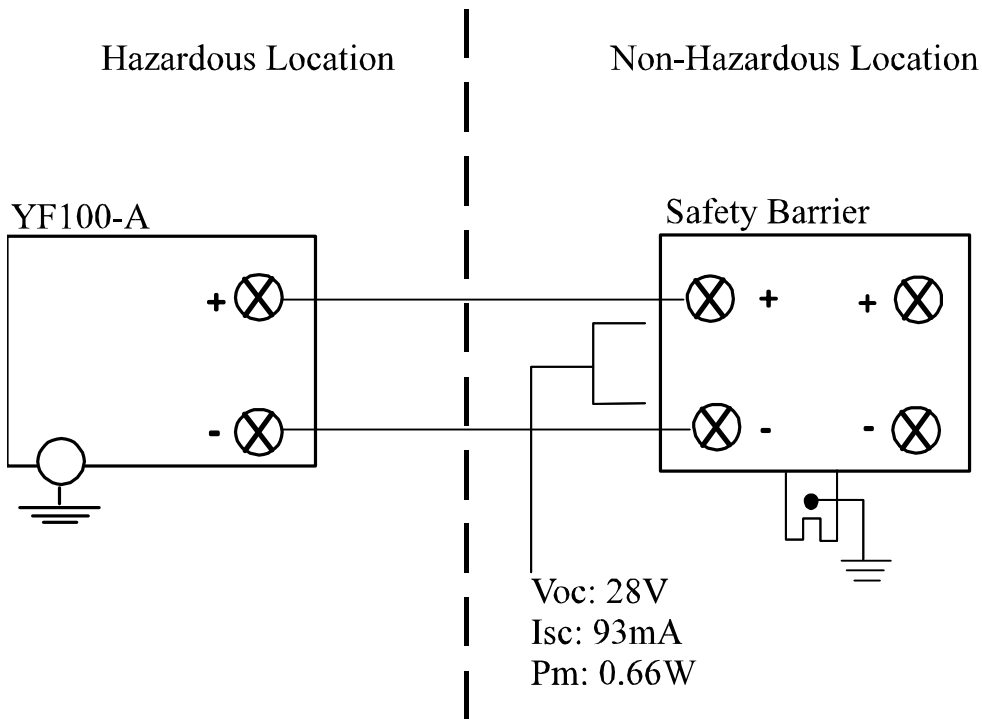 Hazardous Location
Non-Hazardous Location
YF100-A
Safety Barrier
+
+
+
-
-
-
Voc: 28V
Isc: 93mA
Pm: 0.66W